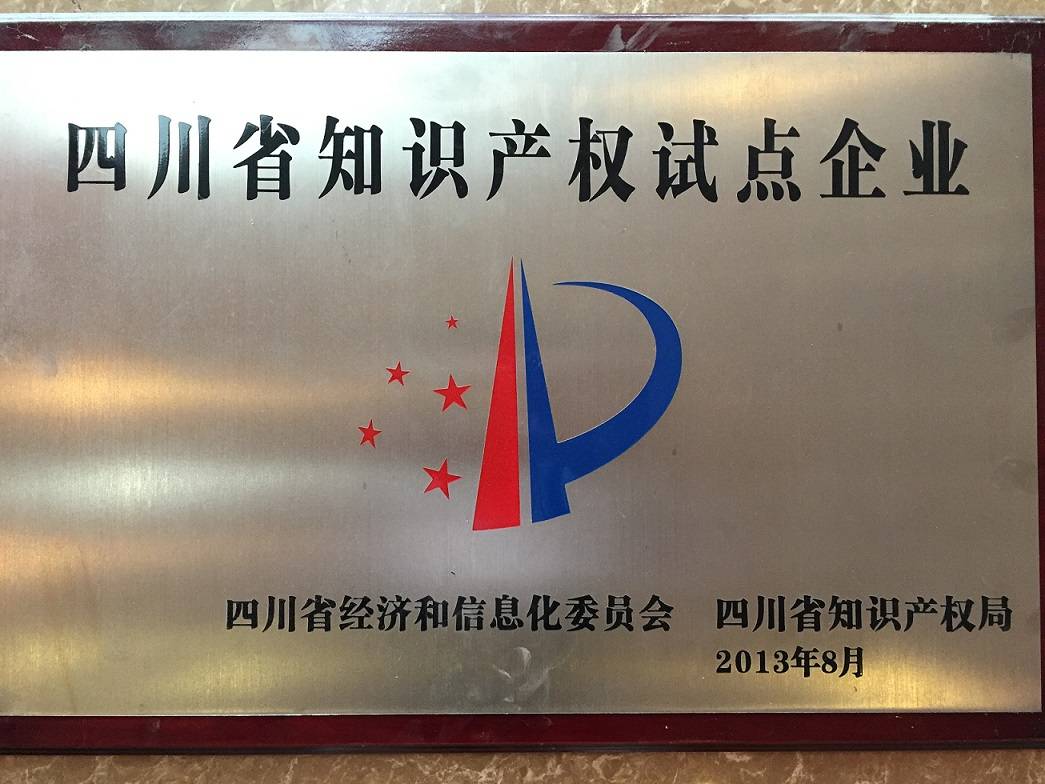 四川省知识产权试点企业
四川省经济和信息化委员会 四川省知识产权局
2013年8月